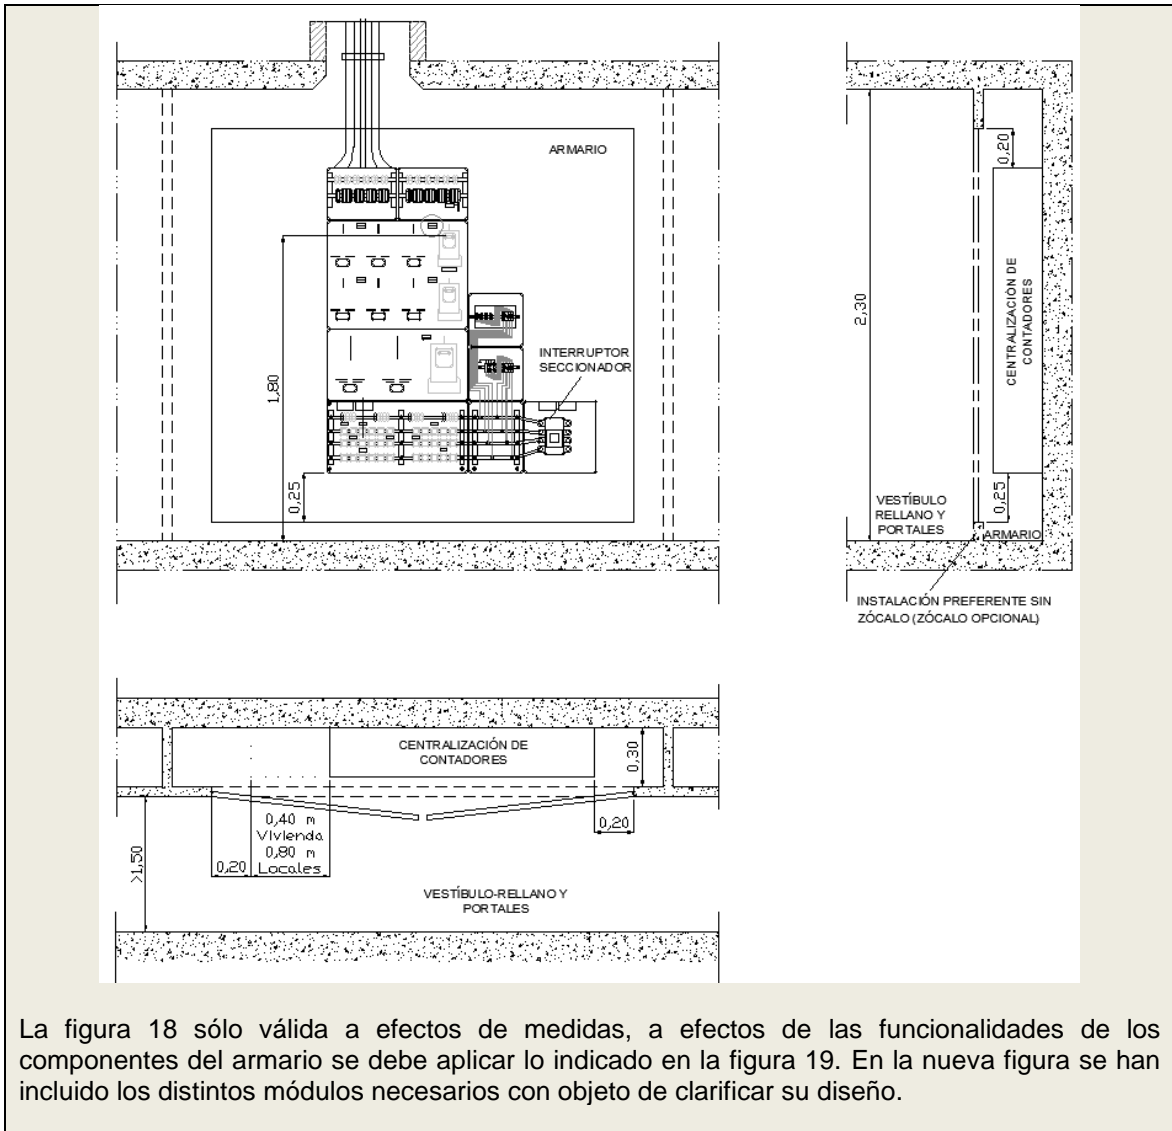 ARMARIO
0,20
CENTRALIZACIÓN DE
CONTADORES
2,30
INTERRUPTOR
SECCIONADOR
1,80
0,25
0,25
VESTÍBULO
RELLANO Y
PORTALES
ARMARIO
INSTALACIÓN PREFERENTE SIN
ZÓCALO (ZÓCALO OPCIONAL)
CENTRALIZACIÓN DE
CONTADORES
0,30
0,40 m
Vivienda
0,80 m
Locales
0,20
0,20
>1,50
VESTÍBULO-RELLANO Y
PORTALES
La figura 18 sólo válida a efectos de medidas, a efectos de las funcionalidades de los
componentes del armario se debe aplicar lo indicado en la figura 19. En la nueva figura se han
incluido los distintos módulos necesarios con objeto de clarificar su diseño.